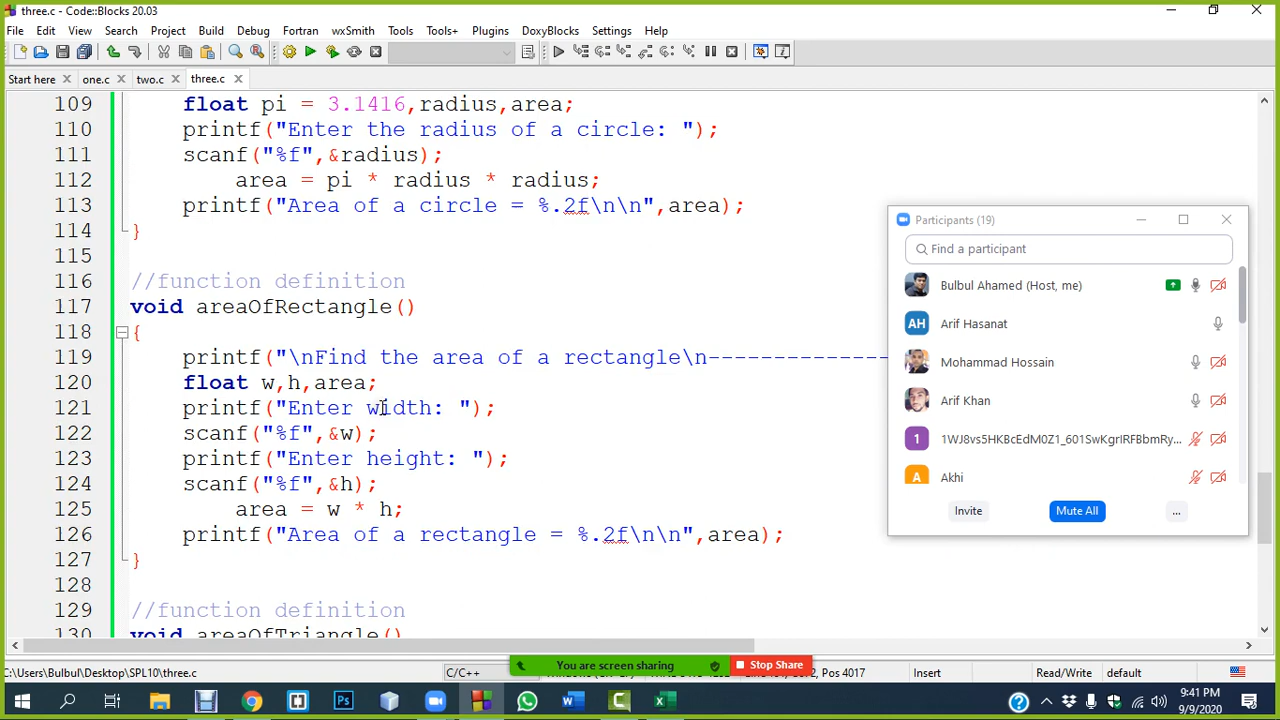 three.c - Code::Blocks 20.03
File Edit View Search Project Build Debug Fortran wxSmith Tools Tools+ Plugins DoxyBlocks Settings Help
Start here one.c two.c three.c
109 float pi = 3.1416,radius,area;
110 printf("Enter the radius of a circle: ");
111 scanf("%f",&radius);
112 area = pi * radius * radius;
113 printf("Area of a circle = %.2f\n\n",area);
114 }
115
116 //function definition
117 void areaOfRectangle()
118 {
119 printf("\nFind the area of a rectangle\n---------------
120 float w,h,area;
121 printf("Enter width: ");
122 scanf("%f",&w);
123 printf("Enter height: ");
124 scanf("%f",&h);
125 area = w * h;
126 printf("Area of a rectangle = %.2f\n\n",area);
127 }
128
129 //function definition
130 void areaOfTriangle()
Participants (19)
Find a participant
Bulbul Ahamed (Host, me)
AH Arif Hasanat
Mohammad Hossain
Arif Khan
1 1WJ8vs5HKBcEdM0Z1_601SwKgrIRFBbmRy...
A Akhi
Invite Mute All ...
You are screen sharing Stop Share
C:\Users\Bulbul\Desktop\SPL10\three.c C/C++ Pos 4017 Insert Read/Write default
9:41 PM
9/9/2020